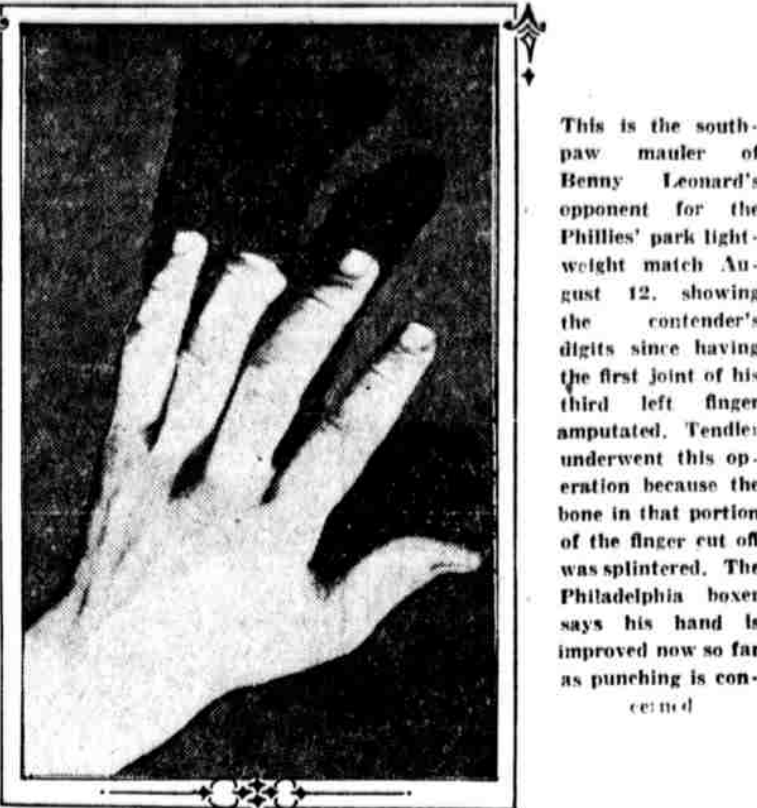 This is the south-
paw mauler of
Benny Leonard's
opponent for the
Phillies' park light-
weight match Au-
gust 12, showing
the contender's
digits since having
the first joint of his
third left finger
amputated. Tendler
underwent this op-
eration because the
bone in that portion
of the finger cut off
was splintered. The
Philadelphia boxer
says his hand is
improved now so far
as punching is con-
cerned